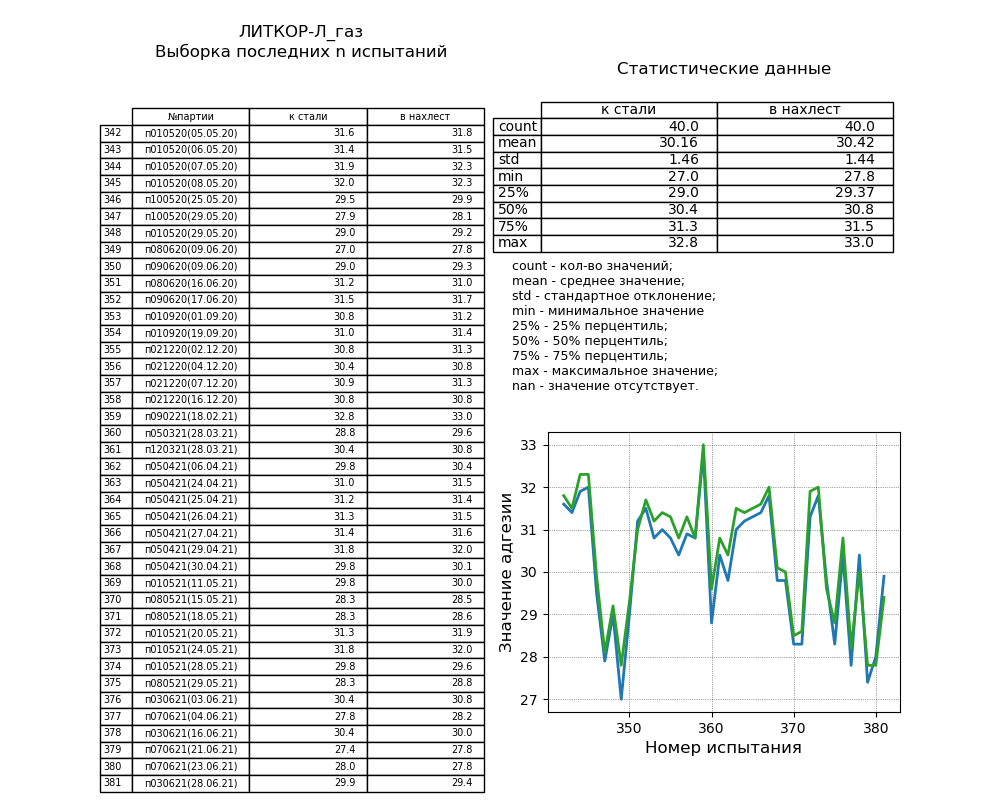 ЛИТКОР-Л_газ
Выборка последних n испытаний
№партии к стали в нахлест
342 п010520(05.05.20) 31.6 31.8
343 п010520(06.05.20) 31.4 31.5
344 п010520(07.05.20) 31.9 32.3
345 п010520(08.05.20) 32.0 32.3
346 п100520(25.05.20) 29.5 29.9
347 п100520(29.05.20) 27.9 28.1
348 п010520(29.05.20) 29.0 29.2
349 п080620(09.06.20) 27.0 27.8
350 п090620(09.06.20) 29.0 29.3
351 п080620(16.06.20) 31.2 31.0
352 п090620(17.06.20) 31.5 31.7
353 п010920(01.09.20) 30.8 31.2
354 п010920(19.09.20) 31.0 31.4
355 п021220(02.12.20) 30.8 31.3
356 п021220(04.12.20) 30.4 30.8
357 п021220(07.12.20) 30.9 31.3
358 п021220(16.12.20) 30.8 30.8
359 п090221(18.02.21) 32.8 33.0
360 п050321(28.03.21) 28.8 29.6
361 п120321(28.03.21) 30.4 30.8
362 п050421(06.04.21) 29.8 30.4
363 п050421(24.04.21) 31.0 31.5
364 п050421(25.04.21) 31.2 31.4
365 п050421(26.04.21) 31.3 31.5
366 п050421(27.04.21) 31.4 31.6
367 п050421(29.04.21) 31.8 32.0
368 п050421(30.04.21) 29.8 30.1
369 п010521(11.05.21) 29.8 30.0
370 п080521(15.05.21) 28.3 28.5
371 п080521(18.05.21) 28.3 28.6
372 п010521(20.05.21) 31.3 31.9
373 п010521(24.05.21) 31.8 32.0
374 п010521(28.05.21) 29.8 29.6
375 п080521(29.05.21) 28.3 28.8
376 п030621(03.06.21) 30.4 30.8
377 п070621(04.06.21) 27.8 28.2
378 п030621(16.06.21) 30.4 30.0
379 п070621(21.06.21) 27.4 27.8
380 п070621(23.06.21) 28.0 27.8
381 п030621(28.06.21) 29.9 29.4
Статистические данные
к стали в нахлест
count 40.0 40.0
mean 30.16 30.42
std 1.46 1.44
min 27.0 27.8
25% 29.0 29.37
50% 30.4 30.8
75% 31.3 31.5
max 32.8 33.0
count - кол-во значений;
mean - среднее значение;
std - стандартное отклонение;
min - минимальное значение
25% - 25% перцентиль;
50% - 50% перцентиль;
75% - 75% перцентиль;
max - максимальное значение;
nan - значение отсутствует.
Значение адгезии
33
32
31
30
29
28
27
350 360 370 380
Номер испытания